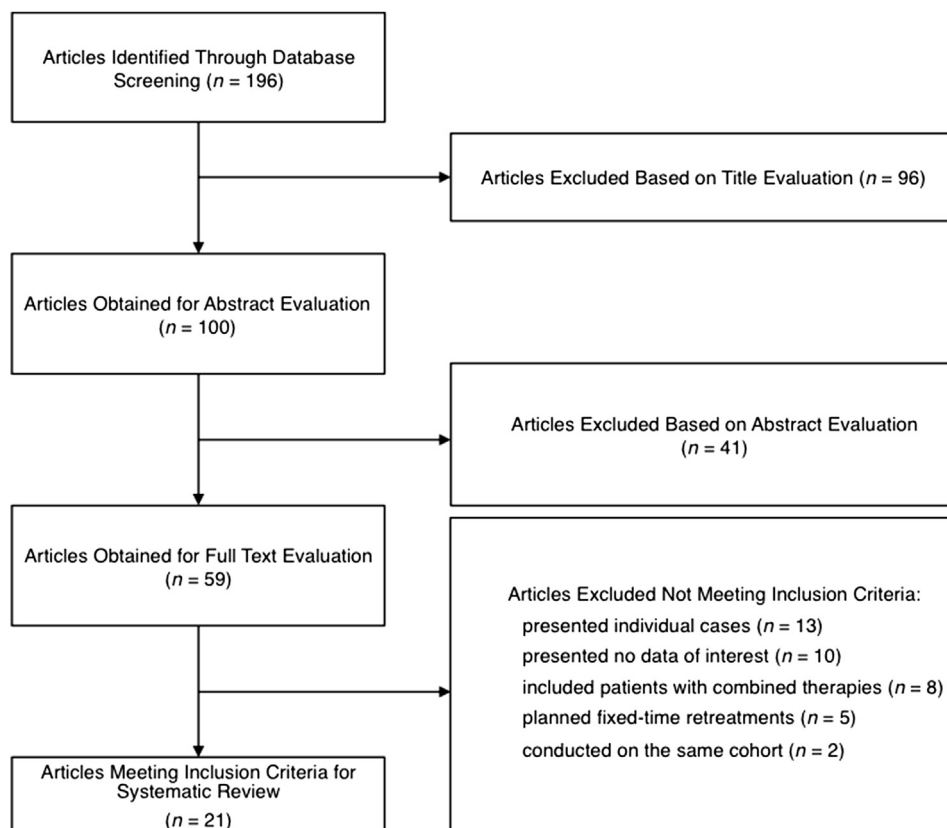 Articles Identified Through Database
Screening (n = 196)
Articles Excluded Based on Title Evaluation (n = 96)
Articles Obtained for Abstract Evaluation
(n = 100)
Articles Excluded Based on Abstract Evaluation
(n = 41)
Articles Obtained for Full Text Evaluation
(n = 59)
Articles Excluded Not Meeting Inclusion Criteria:
presented individual cases (n = 13)
presented no data of interest (n = 10)
included patients with combined therapies (n = 8)
planned fixed-time retreatments (n = 5)
conducted on the same cohort (n = 2)
Articles Meeting Inclusion Criteria for
Systematic Review
(n = 21)